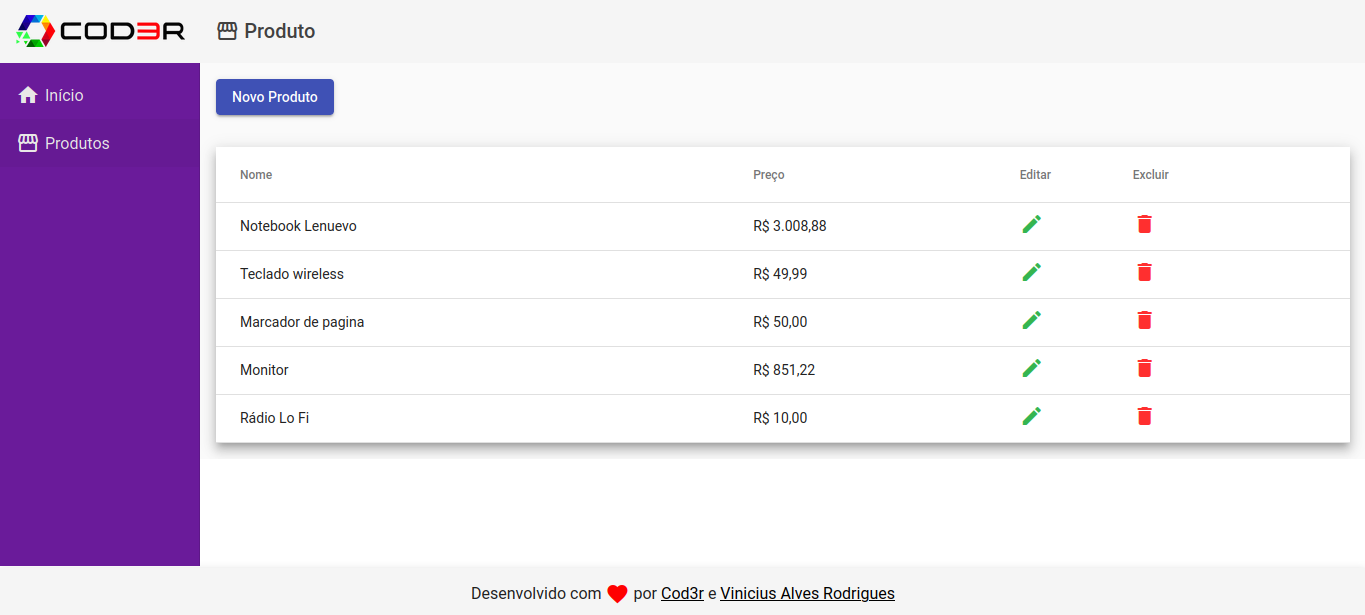 COD3R
Produto
Início
Produtos
Novo Produto
Nome Preço Editar Excluir
Notebook Lenuevo R$ 3.008,88
Teclado wireless R$ 49,99
Marcador de pagina R$ 50,00
Monitor R$ 851,22
Rádio Lo Fi R$ 10,00
Desenvolvido com por Cod3r e Vinicius Alves Rodrigues